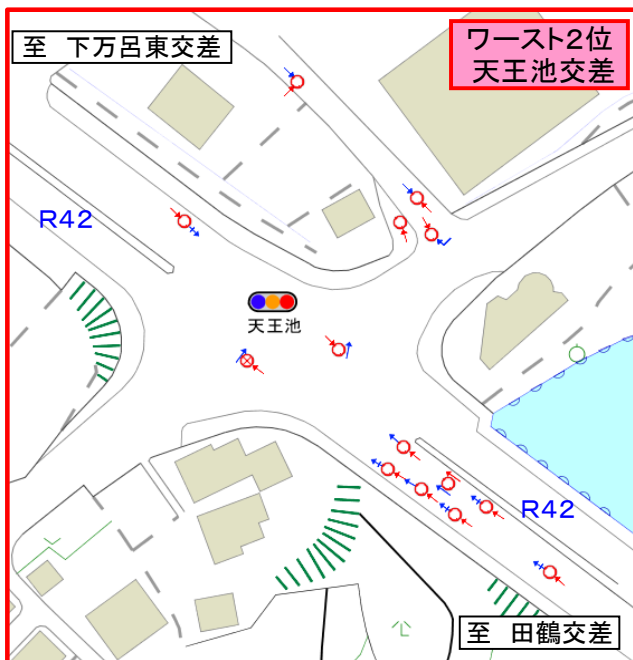 至 下万呂東交差
ワースト2位
天王池交差
R42
天王池
R42
至 田鶴交差